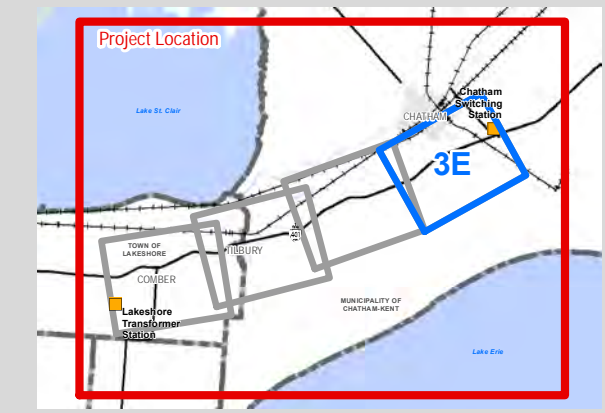 Project Location
Lake St. Clair
Chatham
Switching
Station
CHATHAM
3E
401
TOWN OF
LAKESHORE
TILBURY
COMBER
Lakeshore
Transformer
Station
MUNICIPALITY OF
CHATHAM-KENT
Lake Erie